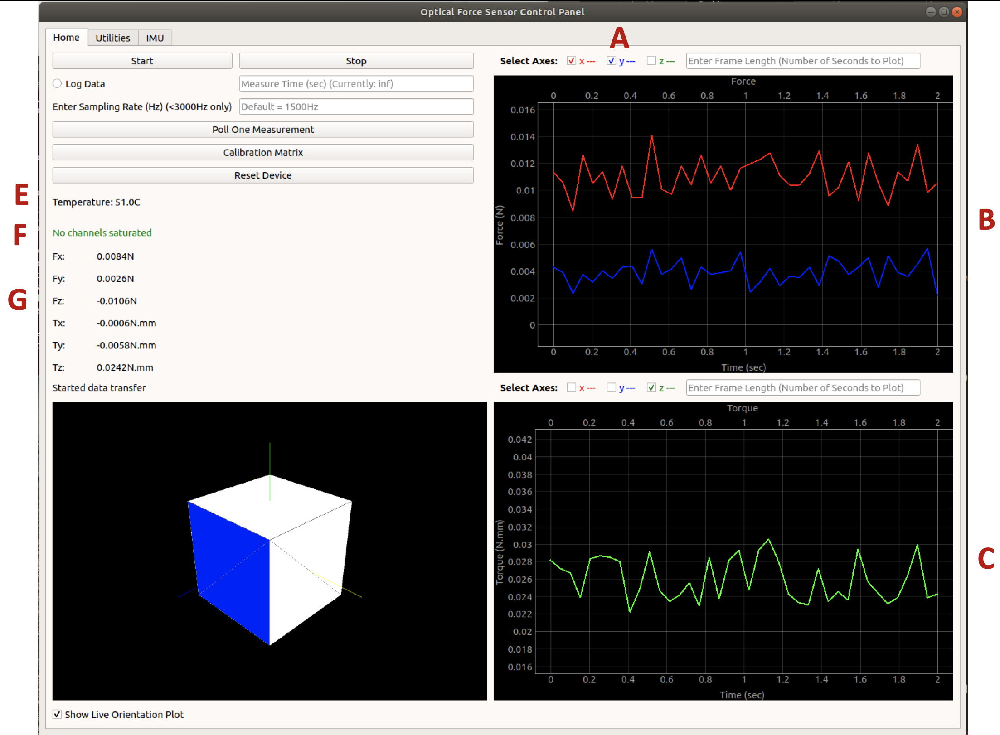 Optical Force Sensor Control Panel
Home Utilities IMU
A
Start Stop
Select Axes: x --- y --- z --- Enter Frame Length (Number of Seconds to Plot)
Log Data Measure Time (sec) (Currently: inf)
Enter Sampling Rate (Hz) (<3000Hz only) Default = 1500Hz
Poll One Measurement
Calibration Matrix
Reset Device
E
Temperature: 51.0C
F
No channels saturated
Fx: 0.0084N
Fy: 0.0026N
G
Fz: -0.0106N
Tx: -0.0006N.mm
Ty: -0.0058N.mm
Tz: 0.0242N.mm
Started data transfer
Force
0 0.2 0.4 0.6 0.8 1 1.2 1.4 1.6 1.8 2
0.016
0.014
0.012
0.01
0.008
0.006
0.004
0.002
0
Force (N)
0 0.2 0.4 0.6 0.8 1 1.2 1.4 1.6 1.8 2
Time (sec)
B
Select Axes: x --- y --- z --- Enter Frame Length (Number of Seconds to Plot)
Torque
0 0.2 0.4 0.6 0.8 1 1.2 1.4 1.6 1.8 2
0.042
0.04
0.038
0.036
0.034
0.032
0.03
0.028
0.026
0.024
0.022
0.02
0.018
0.016
Torque (N.mm)
0 0.2 0.4 0.6 0.8 1 1.2 1.4 1.6 1.8 2
Time (sec)
C
Show Live Orientation Plot